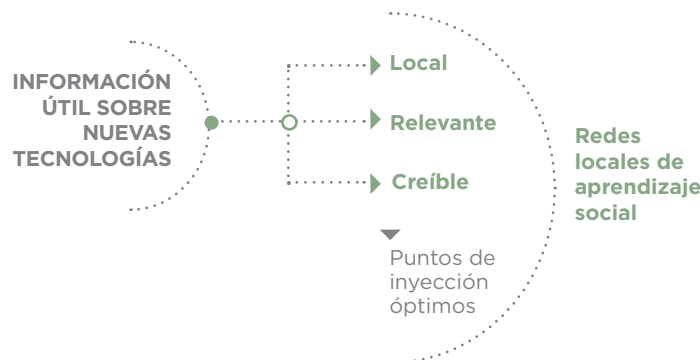 INFORMACIÓN
ÚTIL SOBRE
NUEVAS
TECNOLOGÍAS
Local
Relevante
Creíble
Puntos de
inyección
óptimos
Redes
locales de
aprendizaje
social